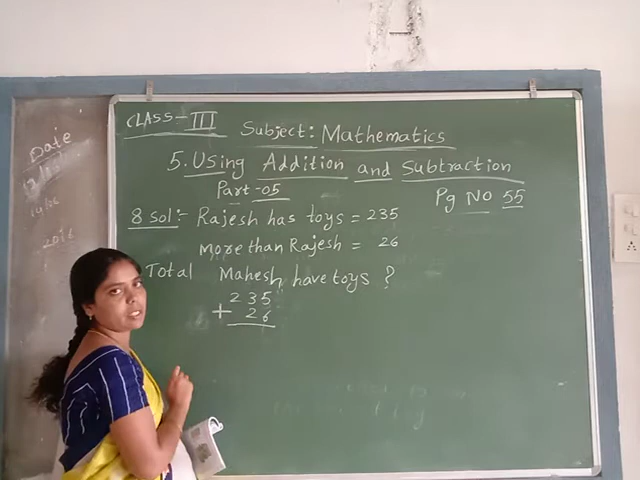 CLASS-III
Subject: Mathematics
5. Using Addition and Subtraction
Part-05
Pg No 55
8 Sol:- Rajesh has toys = 235
more than Rajesh = 26
Total Mahesh have toys ?
235
+ 26
Date
2016